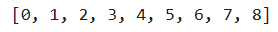 [0, 1, 2, 3, 4, 5, 6, 7, 8]